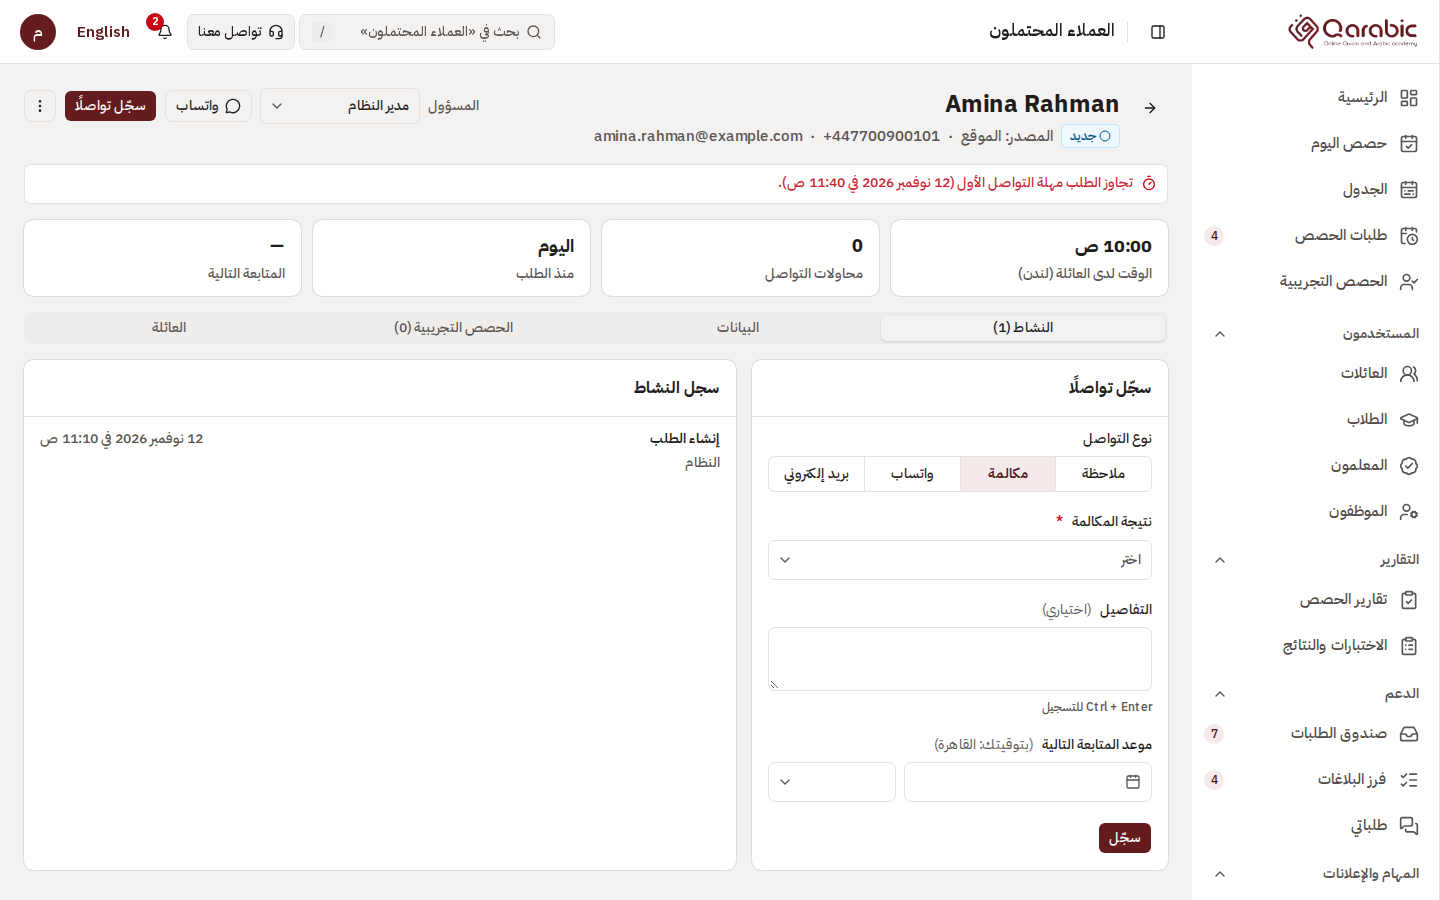 Qarabic
Online Quran and Arabic academy
العملاء المحتملون
بحث في «العملاء المحتملون»
/
تواصل معنا
2
English
م
الرئيسية
حصص اليوم
الجدول
طلبات الحصص
4
الحصص التجريبية
المستخدمون
العائلات
الطلاب
المعلمون
الموظفون
التقارير
تقارير الحصص
الاختبارات والنتائج
الدعم
صندوق الطلبات
7
فرز البلاغات
4
طلباتي
المهام والإعلانات
Amina Rahman
جديد
المصدر: الموقع · +447700900101 · amina.rahman@example.com
المسؤول
مدير النظام
واتساب
سجّل تواصلًا
تجاوز الطلب مهلة التواصل الأول (12 نوفمبر 2026 في 11:40 ص).
10:00 ص
الوقت لدى العائلة (لندن)
0
محاولات التواصل
اليوم
منذ الطلب
—
المتابعة التالية
النشاط (1)
البيانات
الحصص التجريبية (0)
العائلة
سجّل تواصلًا
نوع التواصل
ملاحظة
مكالمة
واتساب
بريد إلكتروني
نتيجة المكالمة *
اختر
التفاصيل (اختياري)
Ctrl + Enter للتسجيل
موعد المتابعة التالية (بتوقيتك: القاهرة)
سجّل
سجل النشاط
إنشاء الطلب
12 نوفمبر 2026 في 11:10 ص
النظام